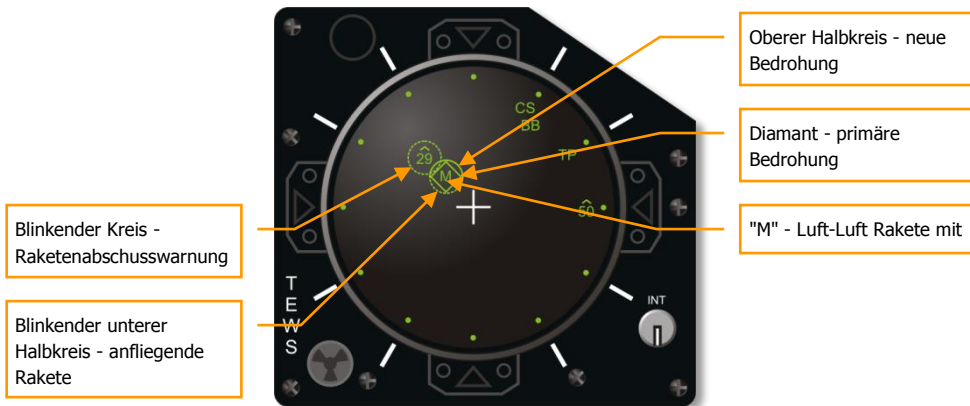 Oberer Halbkreis - neue
Bedrohung
Diamant - primäre
Bedrohung
"M" - Luft-Luft Rakete mit
Blinkender Kreis -
Raketenabschusswarnung
Blinkender unterer
Halbkreis - anfliegende
Rakete
CS
BB
TP
29
M
50
INT
T
E
W
S